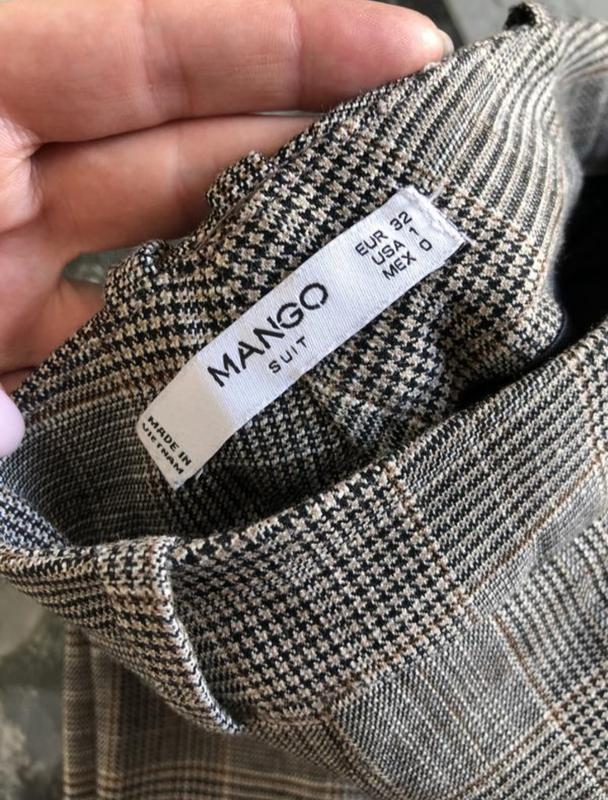 EUR 32
USA 1
MEX 0
MANGO
SUIT
MADE IN
VIETNAM